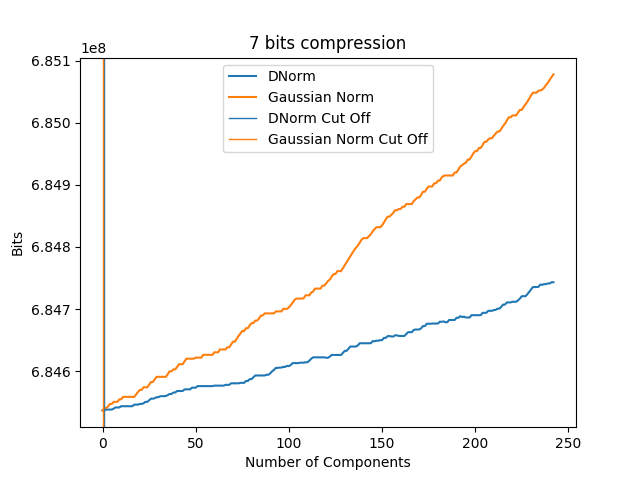 7 bits compression
1e8
6.851
6.850
6.849
6.848
6.847
6.846
Bits
DNorm
Gaussian Norm
DNorm Cut Off
Gaussian Norm Cut Off
0 50 100 150 200 250
Number of Components